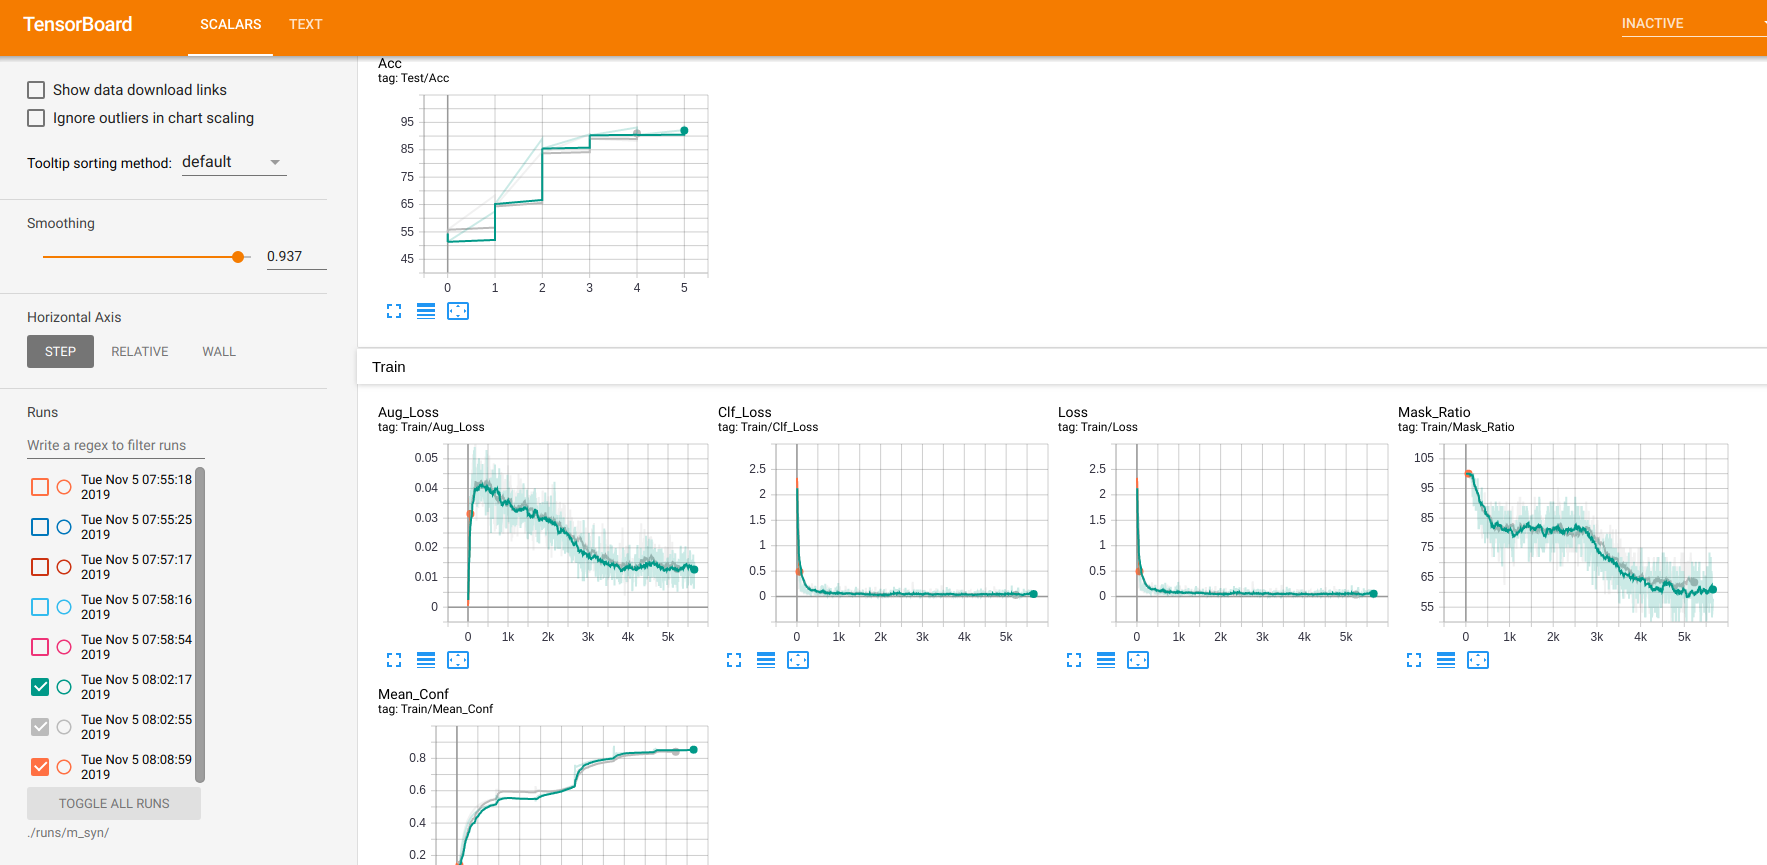 TensorBoard
SCALARS
TEXT
INACTIVE
Show data download links
Ignore outliers in chart scaling
Tooltip sorting method: default
Smoothing
0.937
Horizontal Axis
STEP
RELATIVE
WALL
Runs
Write a regex to filter runs
Tue Nov 5 07:55:18
2019
Tue Nov 5 07:55:25
2019
Tue Nov 5 07:57:17
2019
Tue Nov 5 07:58:16
2019
Tue Nov 5 07:58:54
2019
Tue Nov 5 08:02:17
2019
Tue Nov 5 08:02:55
2019
Tue Nov 5 08:08:59
2019
TOGGLE ALL RUNS
./runs/m_syn/
Acc
tag: Test/Acc
95
85
75
65
55
45
0 1 2 3 4 5
Train
Aug_Loss
tag: Train/Aug_Loss
0.05
0.04
0.03
0.02
0.01
0
0 1k 2k 3k 4k 5k
Clf_Loss
tag: Train/Clf_Loss
2.5
2
1.5
1
0.5
0
0 1k 2k 3k 4k 5k
Loss
tag: Train/Loss
2.5
2
1.5
1
0.5
0
0 1k 2k 3k 4k 5k
Mask_Ratio
tag: Train/Mask_Ratio
105
95
85
75
65
55
0 1k 2k 3k 4k 5k
Mean_Conf
tag: Train/Mean_Conf
0.8
0.6
0.4
0.2